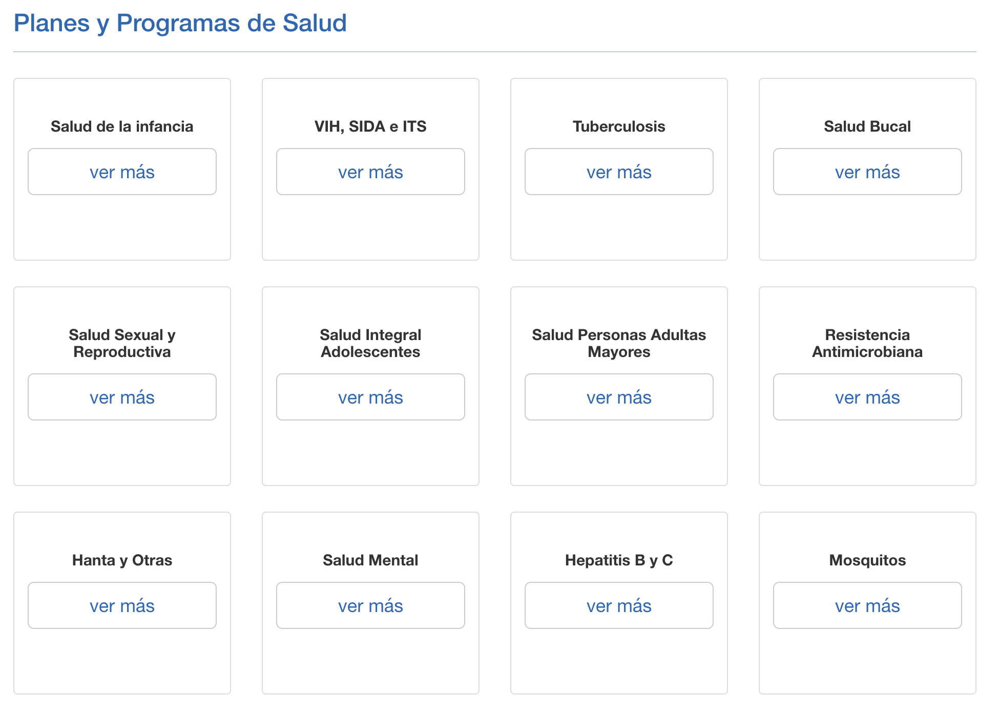 Planes y Programas de Salud
Salud de la infancia
ver más
VIH, SIDA e ITS
ver más
Tuberculosis
ver más
Salud Bucal
ver más
Salud Sexual y
Reproductiva
ver más
Salud Integral
Adolescentes
ver más
Salud Personas Adultas
Mayores
ver más
Resistencia
Antimicrobiana
ver más
Hanta y Otras
ver más
Salud Mental
ver más
Hepatitis B y C
ver más
Mosquitos
ver más